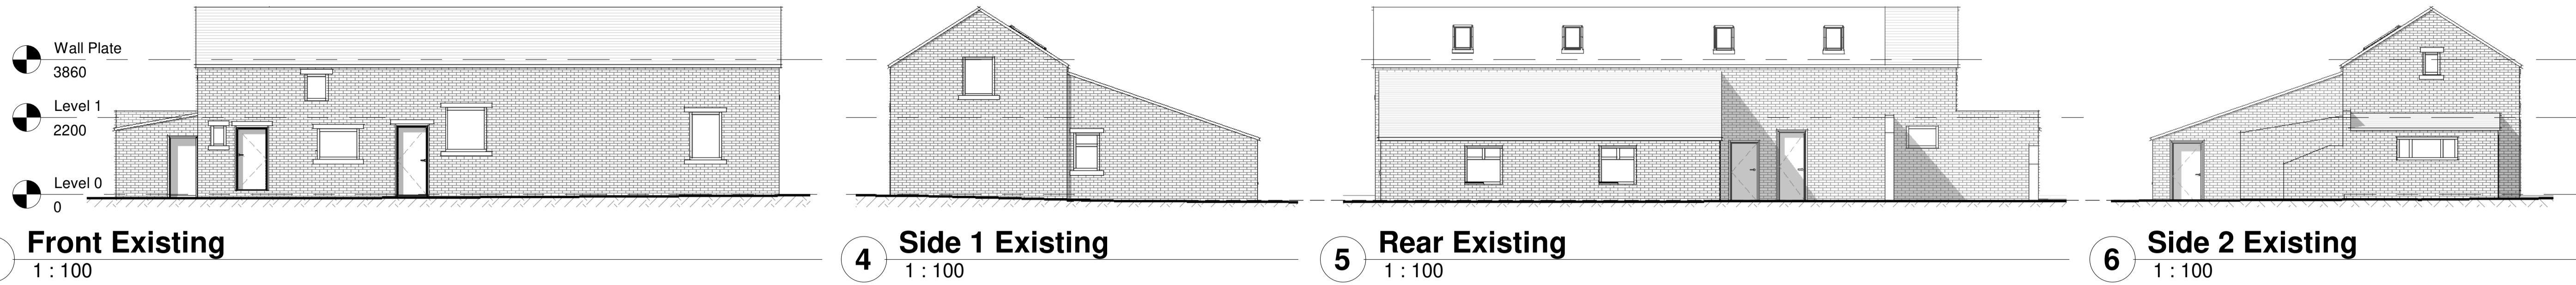 Wall Plate
3860
Level 1
2200
Level 0
0
Front Existing
1 : 100
4
Side 1 Existing
1 : 100
5
Rear Existing
1 : 100
6
Side 2 Existing
1 : 100